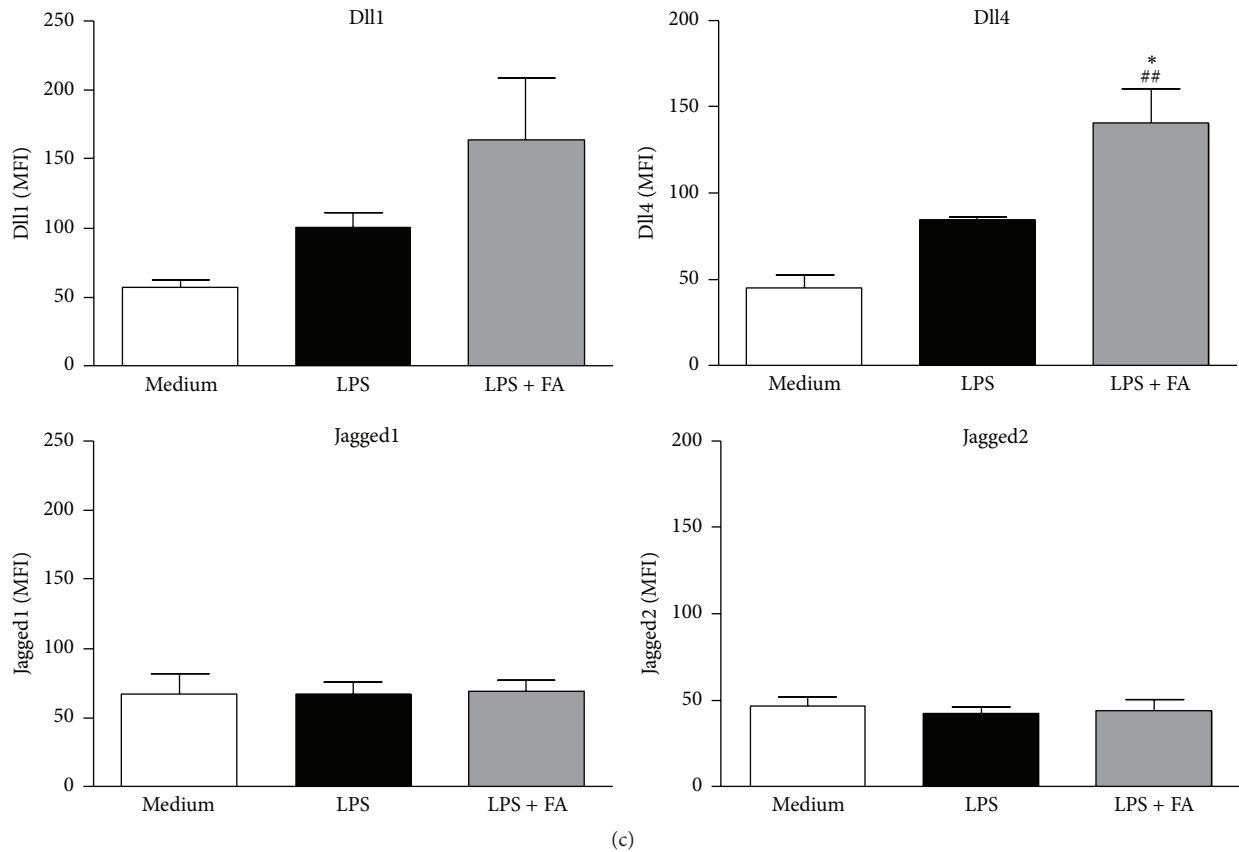 Dll1
Dll1 (MFI)
250
200
150
100
50
0
Medium LPS LPS + FA
Dll4
Dll4 (MFI)
200
150
100
50
0
*
##
Medium LPS LPS + FA
Jagged1
Jagged1 (MFI)
250
200
150
100
50
0
Medium LPS LPS + FA
Jagged2
Jagged2 (MFI)
200
150
100
50
0
Medium LPS LPS + FA
(c)